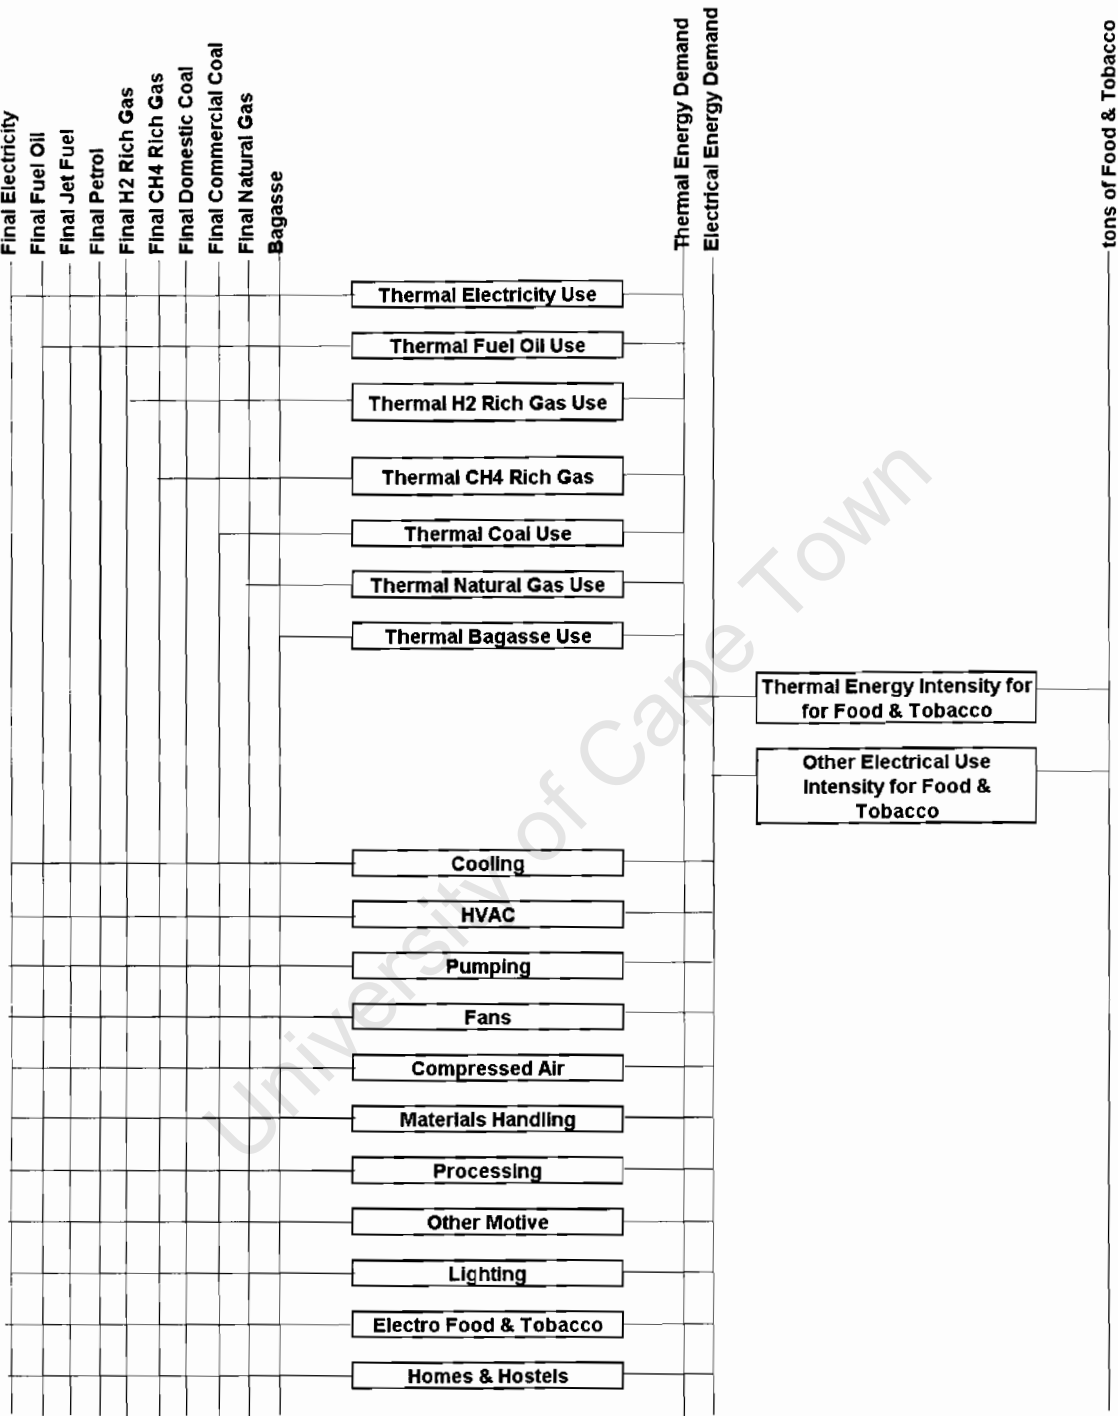 Final Electricity
Final Fuel Oil
Final Jet Fuel
Final Petrol
Final H2 Rich Gas
Final CH4 Rich Gas
Final Domestic Coal
Final Commercial Coal
Final Natural Gas
Bagasse
Thermal Energy Demand
Electrical Energy Demand
tons of Food & Tobacco
Thermal Electricity Use
Thermal Fuel Oil Use
Thermal H2 Rich Gas Use
Thermal CH4 Rich Gas
Thermal Coal Use
Thermal Natural Gas Use
Thermal Bagasse Use
Thermal Energy Intensity for
for Food & Tobacco
Other Electrical Use
Intensity for Food &
Tobacco
Cooling
HVAC
Pumping
Fans
Compressed Air
Materials Handling
Processing
Other Motive
Lighting
Electro Food & Tobacco
Homes & Hostels
University of Cape Town